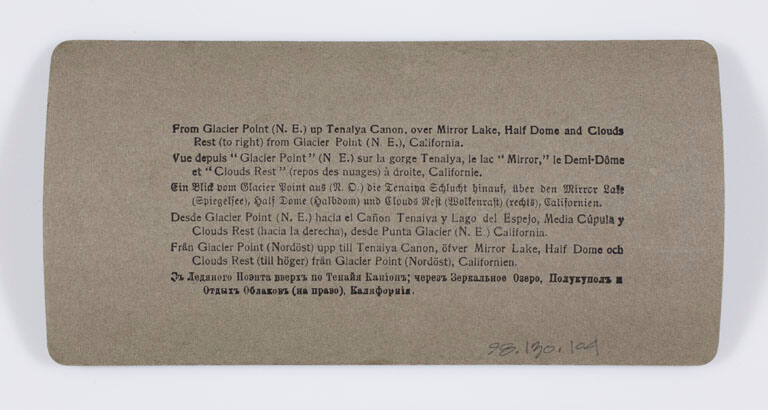 From Glacier Point (N. E.) up Tenaiya Canon, over Mirror Lake, Half Dome and Clouds
Rest (to right) from Glacier Point (N. E.), California.
Vue depuis "Glacier Point" (N E.) sur la gorge Tenaiya, le lac "Mirror," le Demi-Dôme
et "Clouds Rest" (repos des nuages) à droite, Californie.
Ein Blick vom Glacier Point aus (N. O.) die Tenaiya Schlucht hinauf, über den Mirror Lake
(Spiegelsee), Half Dome (Halbdom) und Clouds Rest (Wolkenrast) (rechts), Californien.
Desde Glacier Point (N. E.) hacia el Cañon Tenaiva y Lago del Espejo, Media Cúpula y
Clouds Rest (hacia la derecha), desde Punta Glacier (N. E.) California.
Från Glacier Point (Nordöst) upp till Tenaiya Canon, öfver Mirror Lake, Half Dome och
Clouds Rest (till höger) från Glacier Point (Nordöst), Californien.
Зъ Ледяного Поэнта вверхъ по Тенайя Каніонъ; черезъ Зеркальное Озеро, Полукуполъ и
Отдыхъ Облаковъ (на право), Каляфорнія.
98.130.104